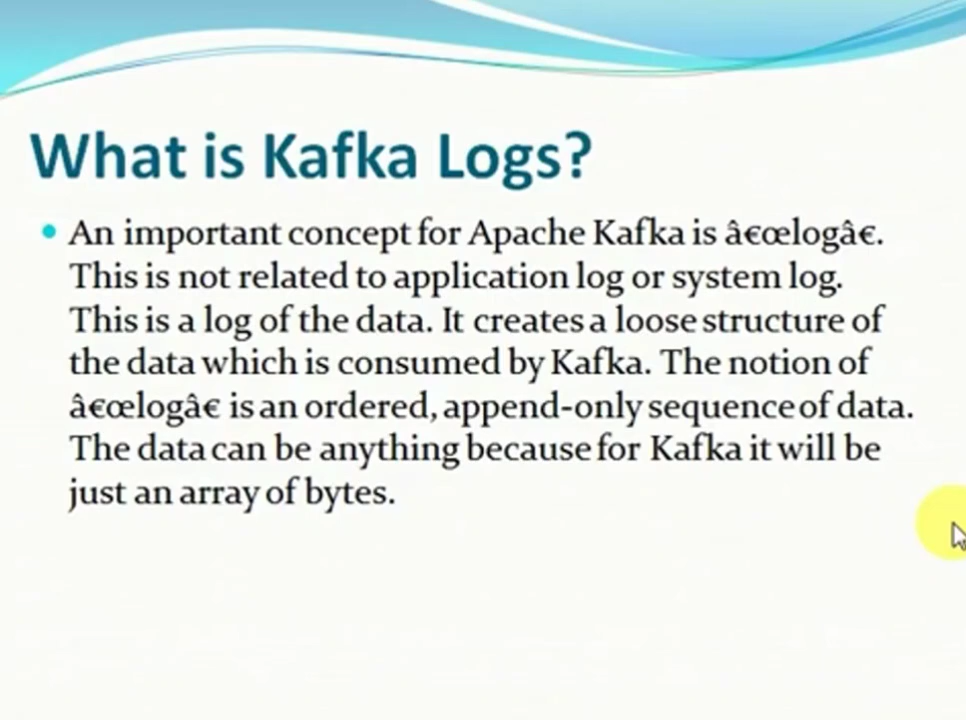 What is Kafka Logs?
An important concept for Apache Kafka is â€œlogâ€.
This is not related to application log or system log.
This is a log of the data. It creates a loose structure of
the data which is consumed by Kafka. The notion of
â€œlogâ€ is an ordered, append-only sequence of data.
The data can be anything because for Kafka it will be
just an array of bytes.